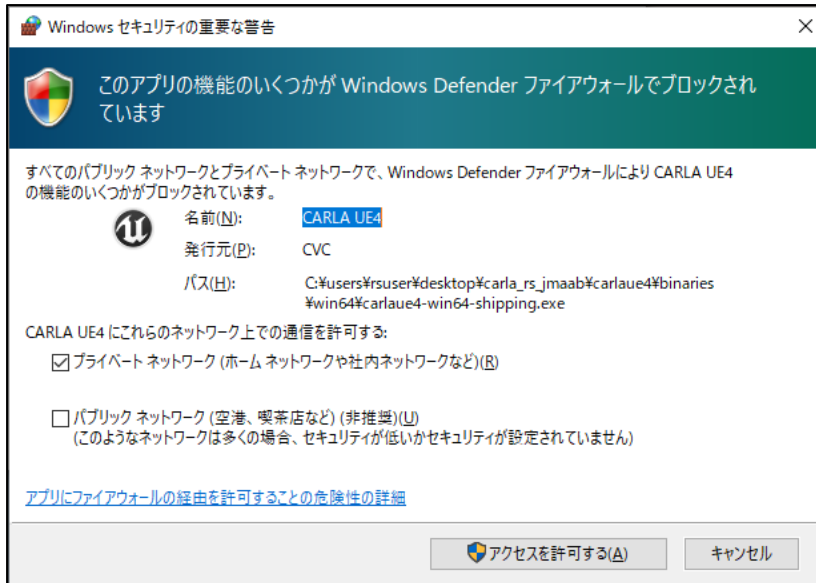 Windows セキュリティの重要な警告
このアプリの機能のいくつかが Windows Defender ファイアウォールでブロックされ
ています
すべてのパブリック ネットワークとプライベート ネットワークで、Windows Defender ファイアウォールにより CARLA UE4
の機能のいくつかがブロックされています。
名前(N): CARLA UE4
発行元(P): CVC
パス(H): C:¥users¥rsuser¥desktop¥carla_rs_jmaab¥carlaue4¥binaries
¥win64¥carlaue4-win64-shipping.exe
CARLA UE4 にこれらのネットワーク上での通信を許可する:
プライベート ネットワーク (ホーム ネットワークや社内ネットワークなど)(R)
パブリック ネットワーク (空港、喫茶店など) (非推奨)(U)
(このようなネットワークは多くの場合、セキュリティが低いかセキュリティが設定されていません)
アプリにファイアウォールの経由を許可することの危険性の詳細
アクセスを許可する(A) キャンセル